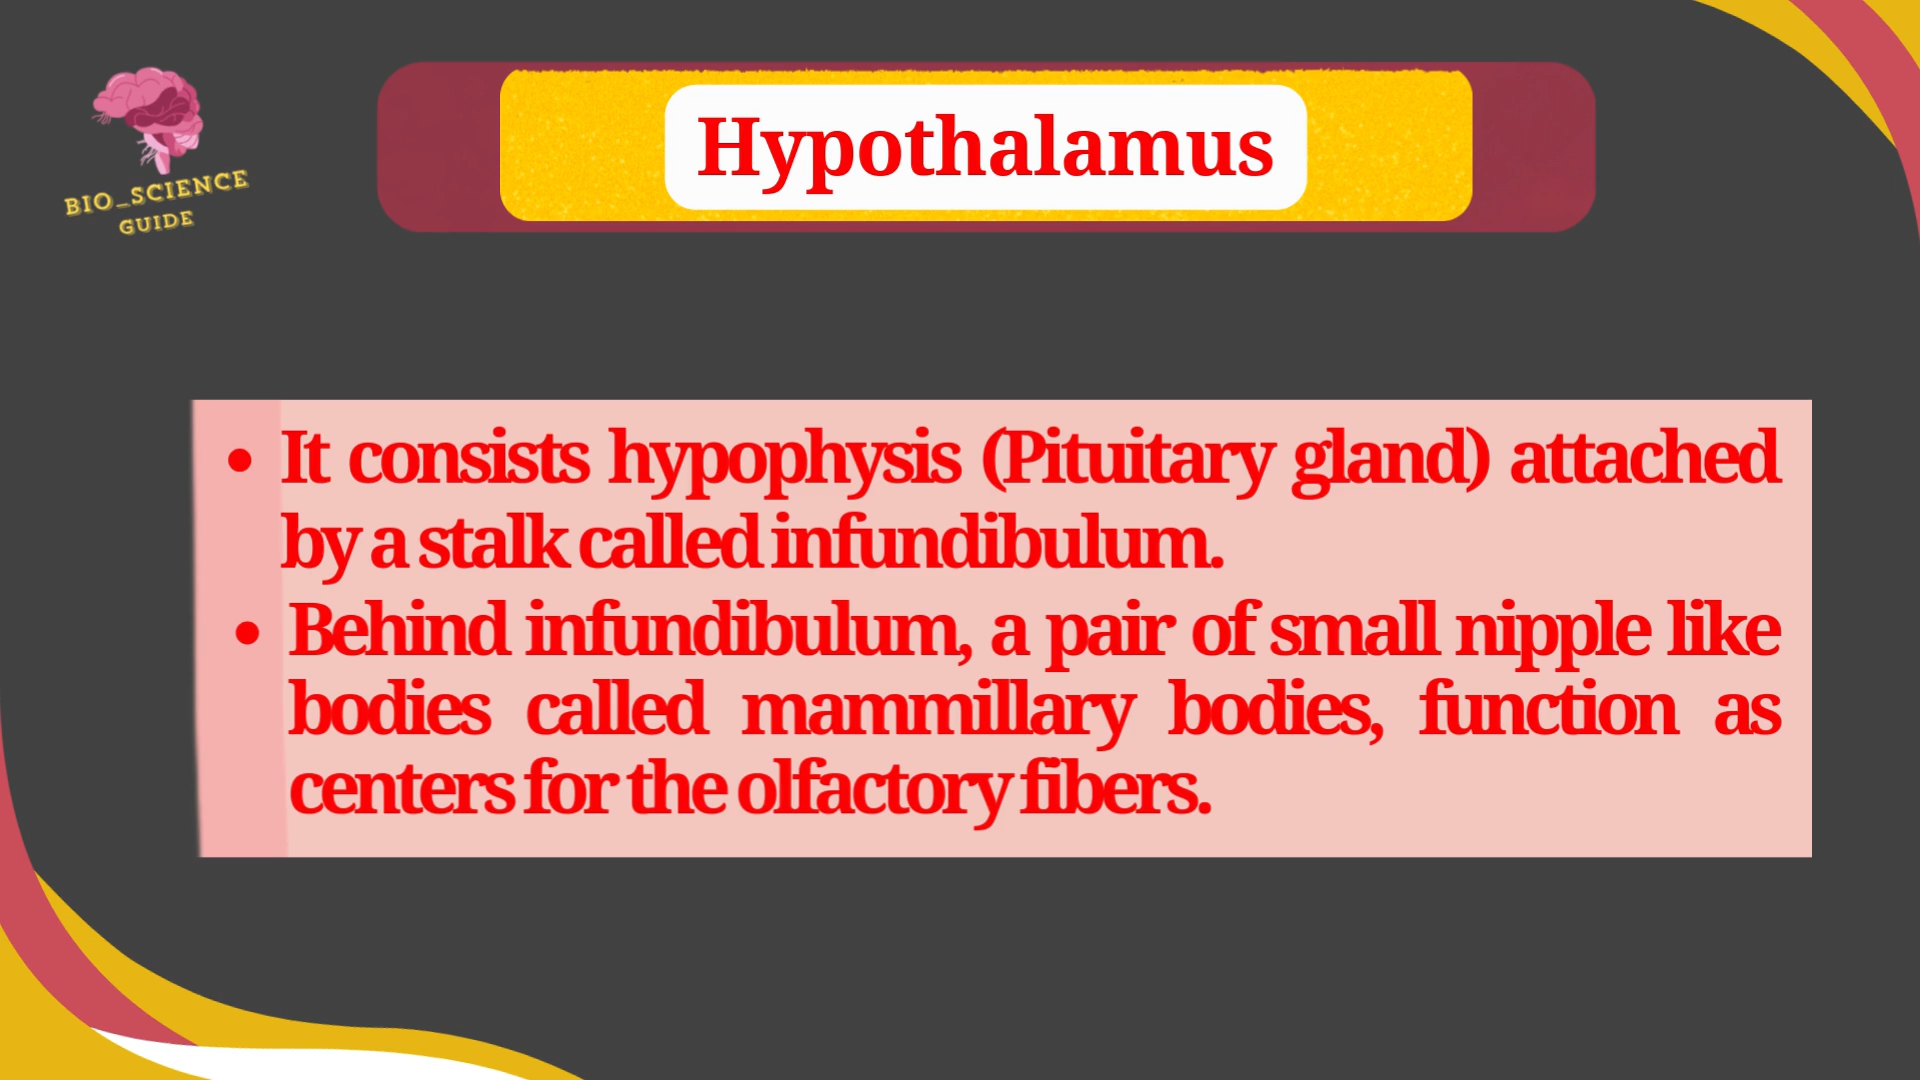 BIO_SCIENCE
GUIDE
Hypothalamus
• It consists hypophysis (Pituitary gland) attached
by a stalk called infundibulum.
• Behind infundibulum, a pair of small nipple like
bodies called mammillary bodies, function as
centers for the olfactory fibers.